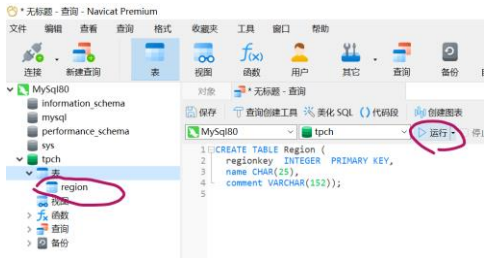 * 无标题 - 查询 - Navicat Premium
文件 编辑 查看 查询 格式 收藏夹 工具 窗口 帮助
连接 新建查询 表 视图 函数 用户 其它 查询 备份
MySql80
information_schema
mysql
performance_schema
sys
tpch
表
region
视图
函数
查询
备份
对象 * 无标题 - 查询
保存 查询创建工具 美化 SQL () 代码段 创建图表
MySql80 tpch 运行
1 CREATE TABLE Region (
2 regionkey INTEGER PRIMARY KEY,
3 name CHAR(25),
4 comment VARCHAR(152));
5